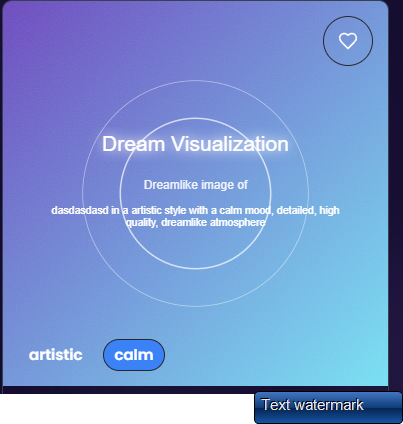 Dream Visualization
Dreamlike image of
dasdasdasd in a artistic style with a calm mood, detailed, high
quality, dreamlike atmosphere
artistic
calm
Text watermark